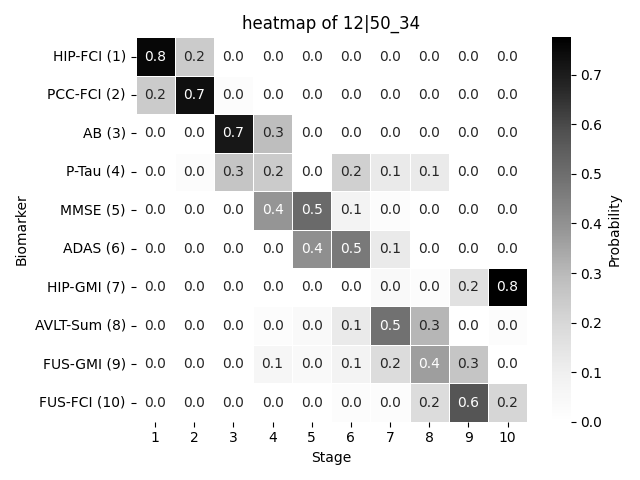 heatmap of 12|50_34
HIP-FCI (1) 0.8 0.2 0.0 0.0 0.0 0.0 0.0 0.0 0.0 0.0
PCC-FCI (2) 0.2 0.7 0.0 0.0 0.0 0.0 0.0 0.0 0.0 0.0
AB (3) 0.0 0.0 0.7 0.3 0.0 0.0 0.0 0.0 0.0 0.0
P-Tau (4) 0.0 0.0 0.3 0.2 0.0 0.2 0.1 0.1 0.0 0.0
MMSE (5) 0.0 0.0 0.0 0.4 0.5 0.1 0.0 0.0 0.0 0.0
ADAS (6) 0.0 0.0 0.0 0.0 0.4 0.5 0.1 0.0 0.0 0.0
HIP-GMI (7) 0.0 0.0 0.0 0.0 0.0 0.0 0.0 0.0 0.2 0.8
AVLT-Sum (8) 0.0 0.0 0.0 0.0 0.0 0.1 0.5 0.3 0.0 0.0
FUS-GMI (9) 0.0 0.0 0.0 0.1 0.0 0.1 0.2 0.4 0.3 0.0
FUS-FCI (10) 0.0 0.0 0.0 0.0 0.0 0.0 0.0 0.2 0.6 0.2
1 2 3 4 5 6 7 8 9 10
Stage
Biomarker
0.7
0.6
0.5
0.4
0.3
0.2
0.1
0.0
Probability